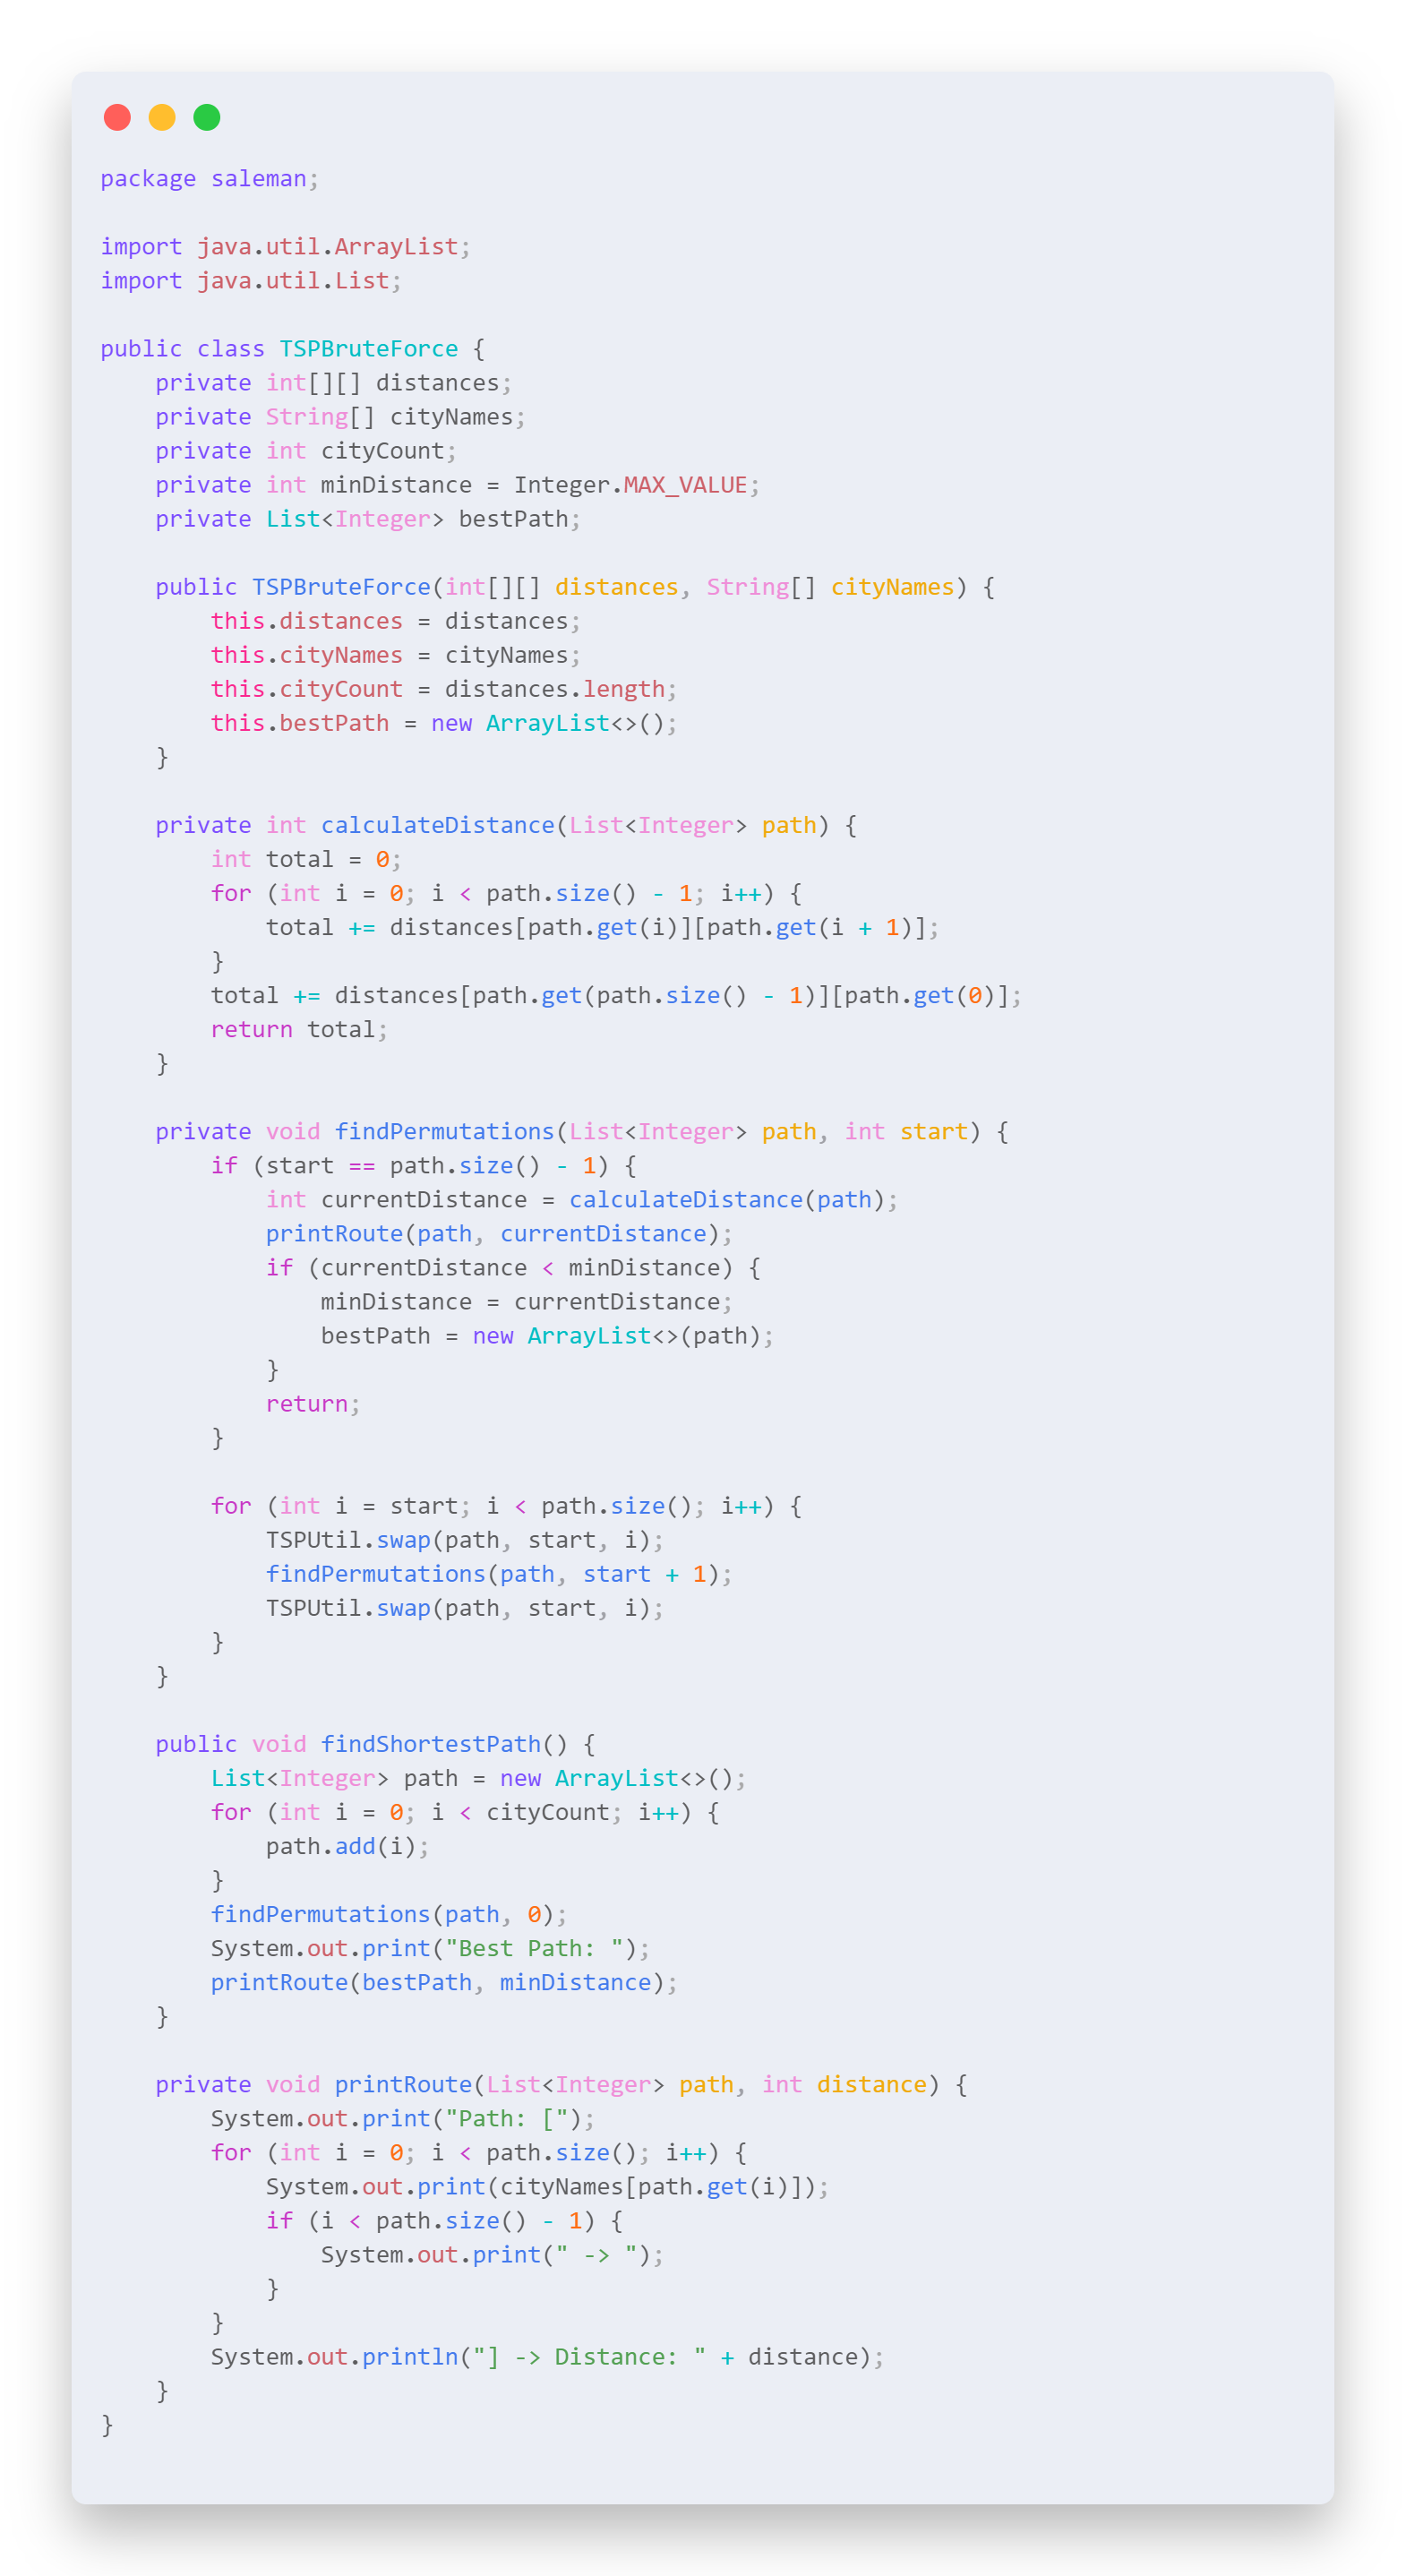 package saleman;

import java.util.ArrayList;
import java.util.List;

public class TSPBruteForce {
    private int[][] distances;
    private String[] cityNames;
    private int cityCount;
    private int minDistance = Integer.MAX_VALUE;
    private List<Integer> bestPath;

    public TSPBruteForce(int[][] distances, String[] cityNames) {
        this.distances = distances;
        this.cityNames = cityNames;
        this.cityCount = distances.length;
        this.bestPath = new ArrayList<>();
    }

    private int calculateDistance(List<Integer> path) {
        int total = 0;
        for (int i = 0; i < path.size() - 1; i++) {
            total += distances[path.get(i)][path.get(i + 1)];
        }
        total += distances[path.get(path.size() - 1)][path.get(0)];
        return total;
    }

    private void findPermutations(List<Integer> path, int start) {
        if (start == path.size() - 1) {
            int currentDistance = calculateDistance(path);
            printRoute(path, currentDistance);
            if (currentDistance < minDistance) {
                minDistance = currentDistance;
                bestPath = new ArrayList<>(path);
            }
            return;
        }

        for (int i = start; i < path.size(); i++) {
            TSPUtil.swap(path, start, i);
            findPermutations(path, start + 1);
            TSPUtil.swap(path, start, i);
        }
    }

    public void findShortestPath() {
        List<Integer> path = new ArrayList<>();
        for (int i = 0; i < cityCount; i++) {
            path.add(i);
        }
        findPermutations(path, 0);
        System.out.print("Best Path: ");
        printRoute(bestPath, minDistance);
    }

    private void printRoute(List<Integer> path, int distance) {
        System.out.print("Path: [");
        for (int i = 0; i < path.size(); i++) {
            System.out.print(cityNames[path.get(i)]);
            if (i < path.size() - 1) {
                System.out.print(" -> ");
            }
        }
        System.out.println("] -> Distance: " + distance);
    }
}